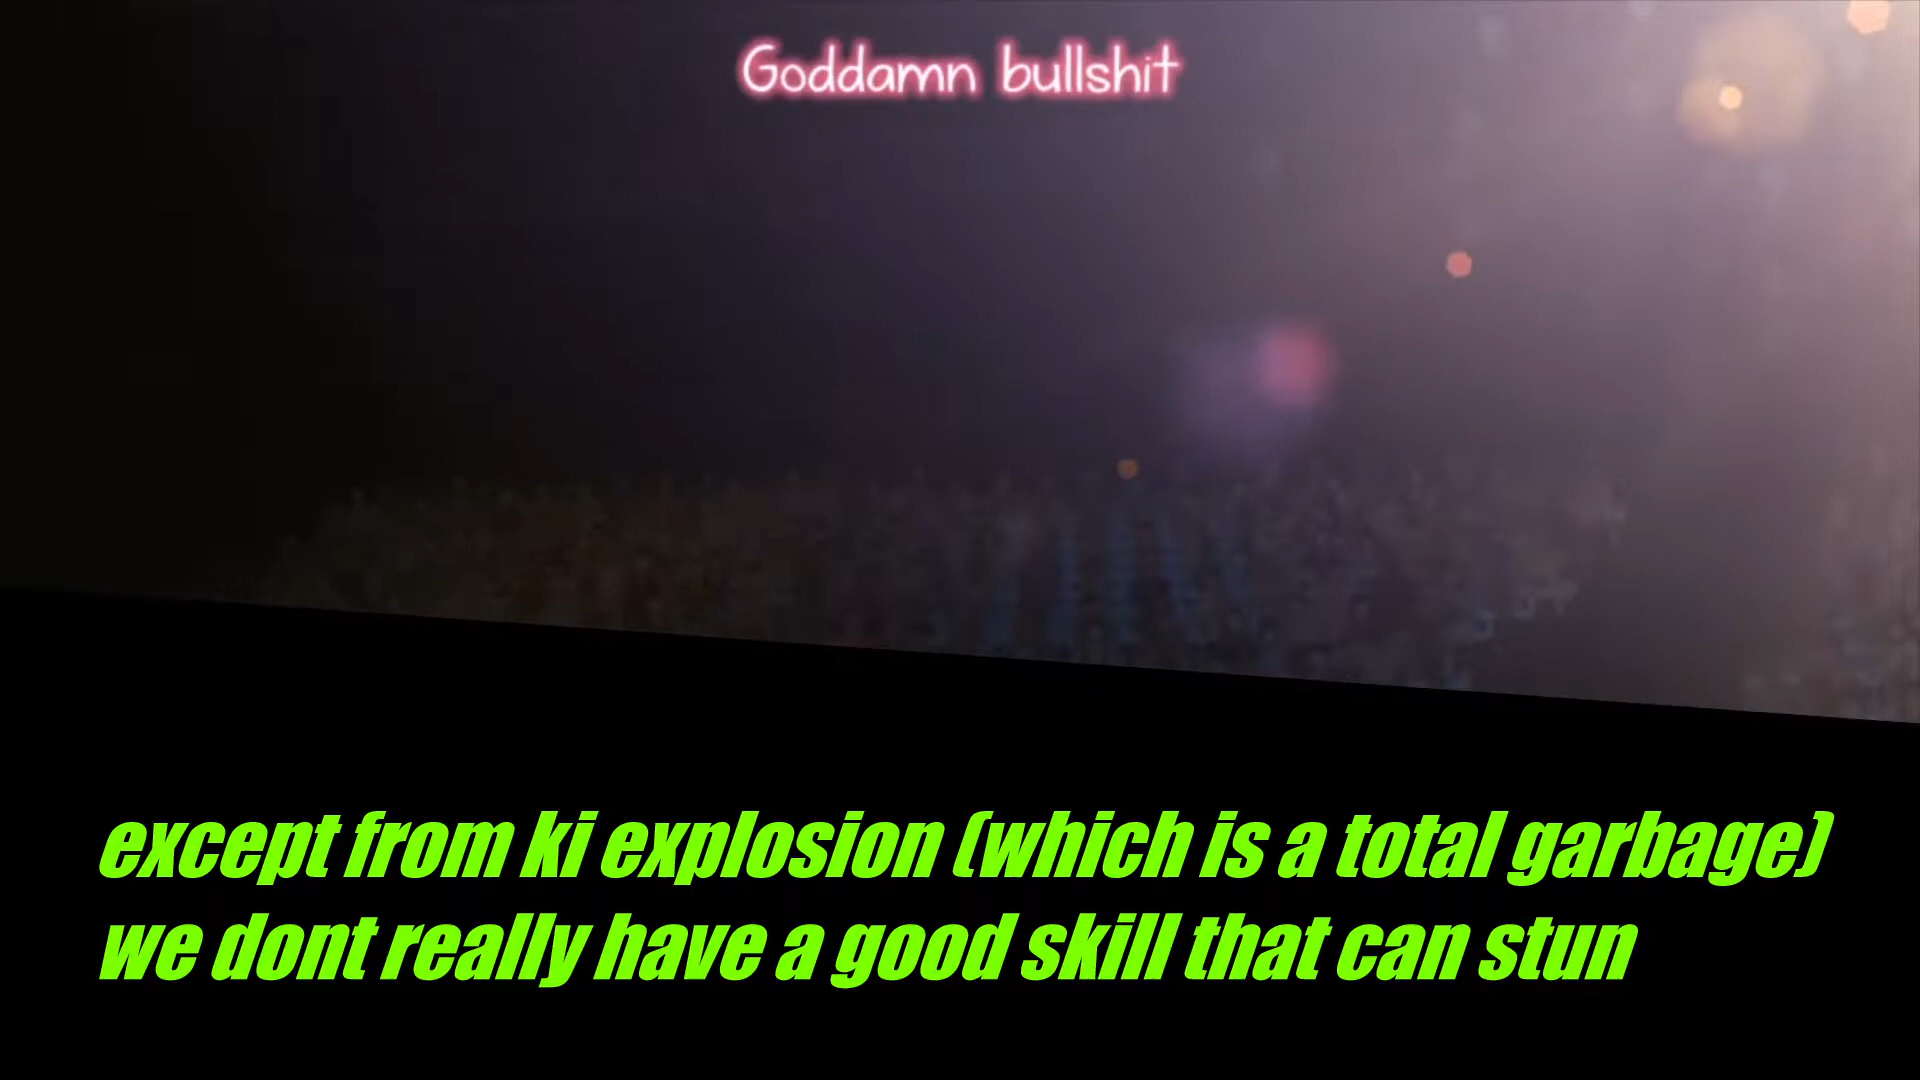 Goddamn bullshit
except from ki explosion (which is a total garbage)
we dont really have a good skill that can stun